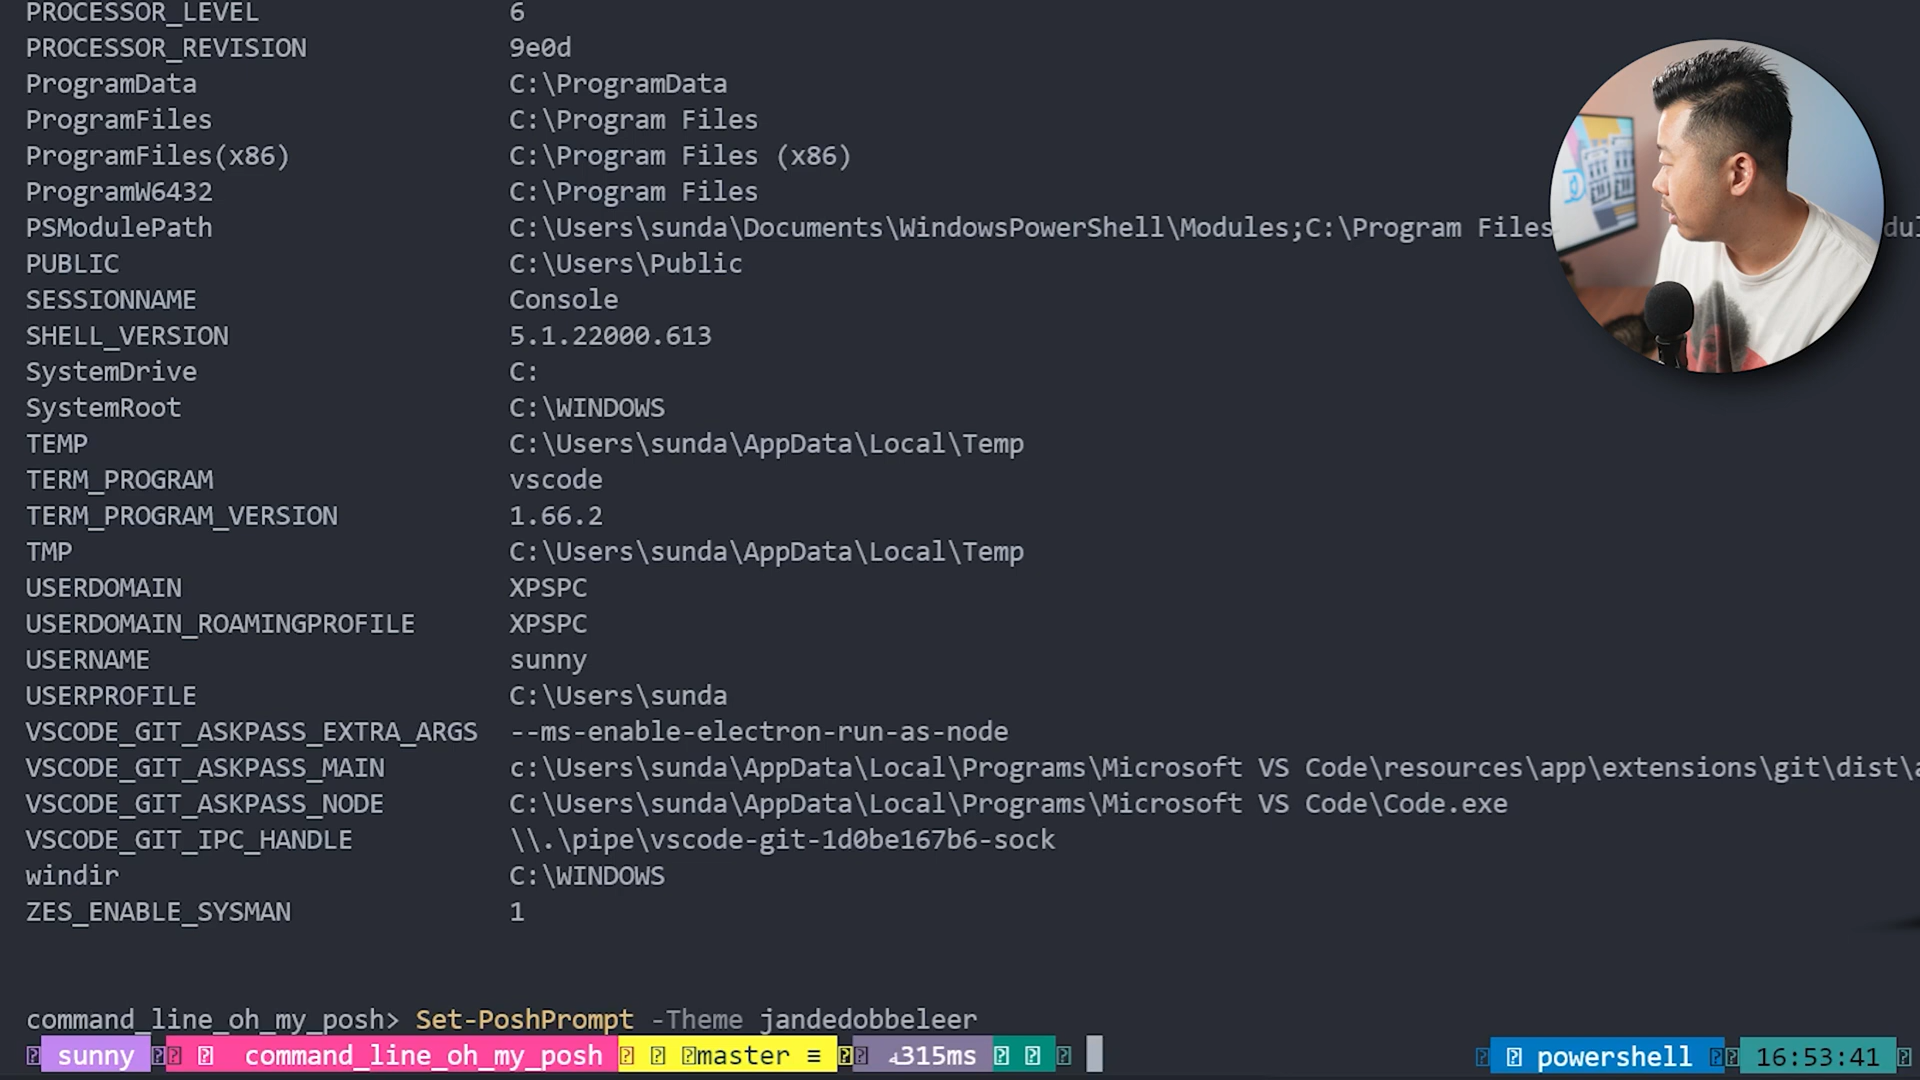 PROCESSOR_LEVEL 6
PROCESSOR_REVISION 9e0d
ProgramData C:\ProgramData
ProgramFiles C:\Program Files
ProgramFiles(x86) C:\Program Files (x86)
ProgramW6432 C:\Program Files
PSModulePath C:\Users\sunda\Documents\WindowsPowerShell\Modules;C:\Program Files
PUBLIC C:\Users\Public
SESSIONNAME Console
SHELL_VERSION 5.1.22000.613
SystemDrive C:
SystemRoot C:\WINDOWS
TEMP C:\Users\sunda\AppData\Local\Temp
TERM_PROGRAM vscode
TERM_PROGRAM_VERSION 1.66.2
TMP C:\Users\sunda\AppData\Local\Temp
USERDOMAIN XPSPC
USERDOMAIN_ROAMINGPROFILE XPSPC
USERNAME sunny
USERPROFILE C:\Users\sunda
VSCODE_GIT_ASKPASS_EXTRA_ARGS --ms-enable-electron-run-as-node
VSCODE_GIT_ASKPASS_MAIN c:\Users\sunda\AppData\Local\Programs\Microsoft VS Code\resources\app\extensions\git\dist\
VSCODE_GIT_ASKPASS_NODE C:\Users\sunda\AppData\Local\Programs\Microsoft VS Code\Code.exe
VSCODE_GIT_IPC_HANDLE \\.\pipe\vscode-git-1d0be167b6-sock
windir C:\WINDOWS
ZES_ENABLE_SYSMAN 1
command_line_oh_my_posh> Set-PoshPrompt -Theme jandedobbeleer
sunny command_line_oh_my_posh master ≡ 315ms powershell 16:53:41